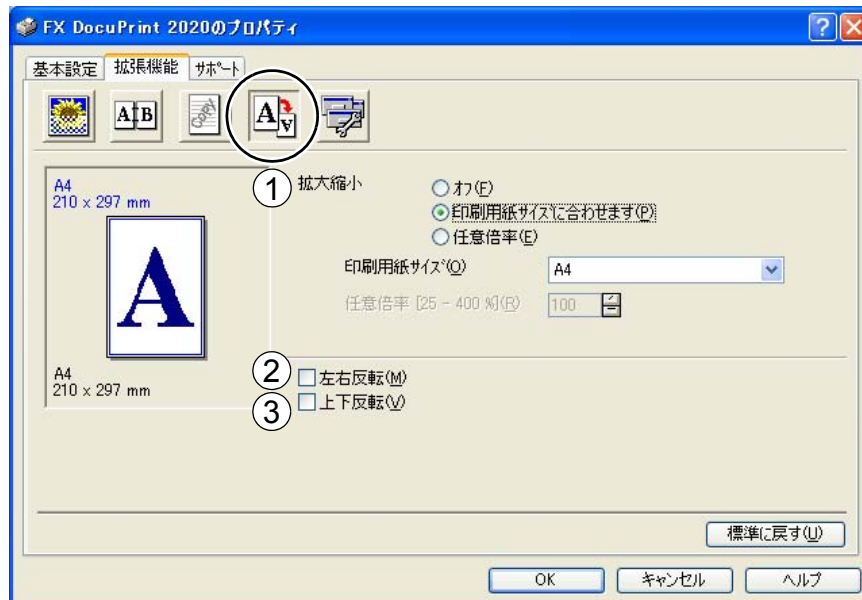 FX DocuPrint 2020のプロパティ
基本設定 拡張機能 サポート
A B
COPY
A A
A4
210 x 297 mm
A
A4
210 x 297 mm
1 拡大縮小
オフ(F)
印刷用紙サイズに合わせます(P)
任意倍率(E)
印刷用紙サイズ(O) A4
任意倍率 [25 - 400 %](R) 100
2 左右反転(M)
3 上下反転(V)
標準に戻す(U)
OK キャンセル ヘルプ